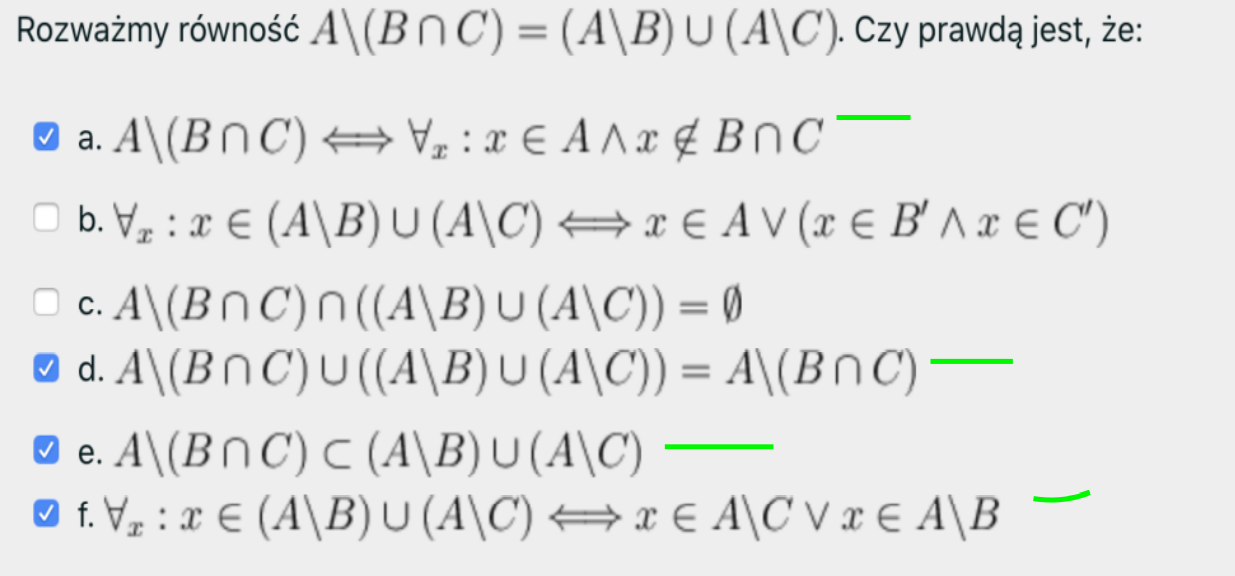 Rozważmy równość A\(B ∩ C) = (A\B) ∪ (A\C). Czy prawdą jest, że:
a. A\(B ∩ C) ⟺ ∀ₓ : x ∈ A ∧ x ∉ B ∩ C
b. ∀ₓ : x ∈ (A\B) ∪ (A\C) ⟺ x ∈ A ∨ (x ∈ B′ ∧ x ∈ C′)
c. A\(B ∩ C) ∩ ((A\B) ∪ (A\C)) = ∅
d. A\(B ∩ C) ∪ ((A\B) ∪ (A\C)) = A\(B ∩ C)
e. A\(B ∩ C) ⊂ (A\B) ∪ (A\C)
f. ∀ₓ : x ∈ (A\B) ∪ (A\C) ⟺ x ∈ A\C ∨ x ∈ A\B